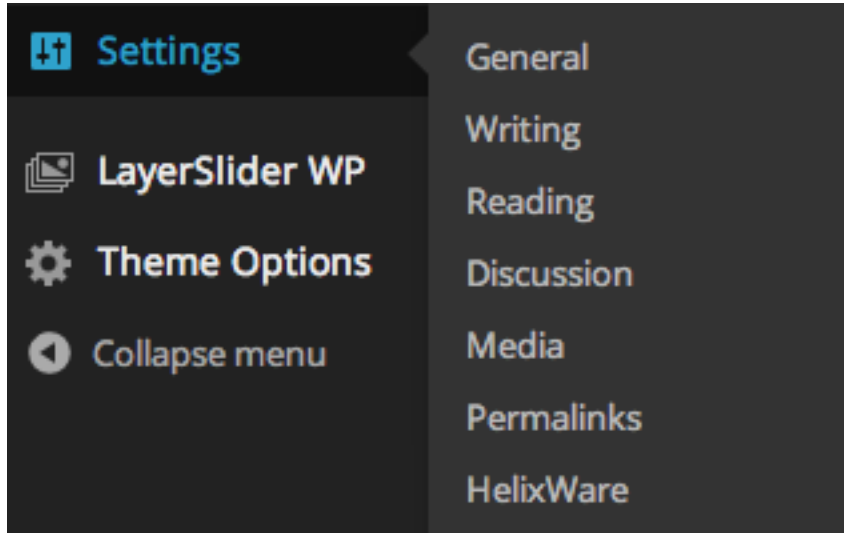 Settings
LayerSlider WP
Theme Options
Collapse menu
General
Writing
Reading
Discussion
Media
Permalinks
HelixWare